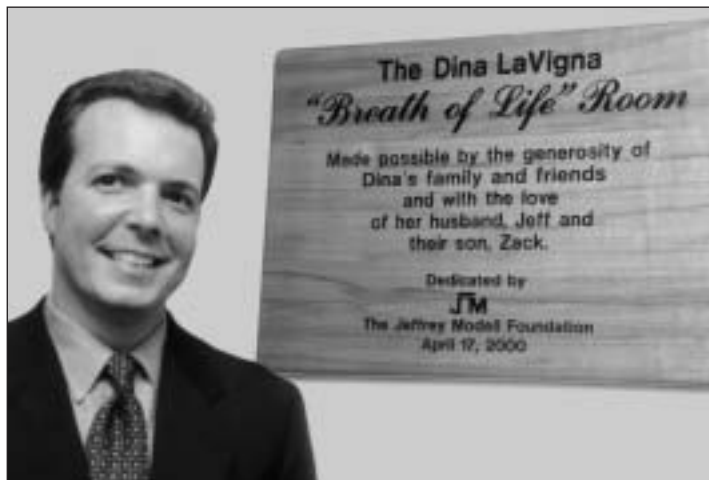 The Dina LaVigna
"Breath of Life" Room
Made possible by the generosity of
Dina's family and friends
and with the love
of her husband, Jeff and
their son, Zack.
Dedicated by
JM
The Jeffrey Modell Foundation
April 17, 2000